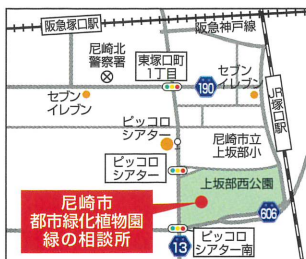 阪急塚口駅
阪急神戸線
尼崎北
警察署
東塚口町
1丁目
セブン
イレブン
190
セブン
イレブン
JR塚口駅
ピッコロ
シアター
尼崎市立
上坂部小
ピッコロ
シアター
上坂部西公園
尼崎市
都市緑化植物園
緑の相談所
606
13
ピッコロ
シアター南